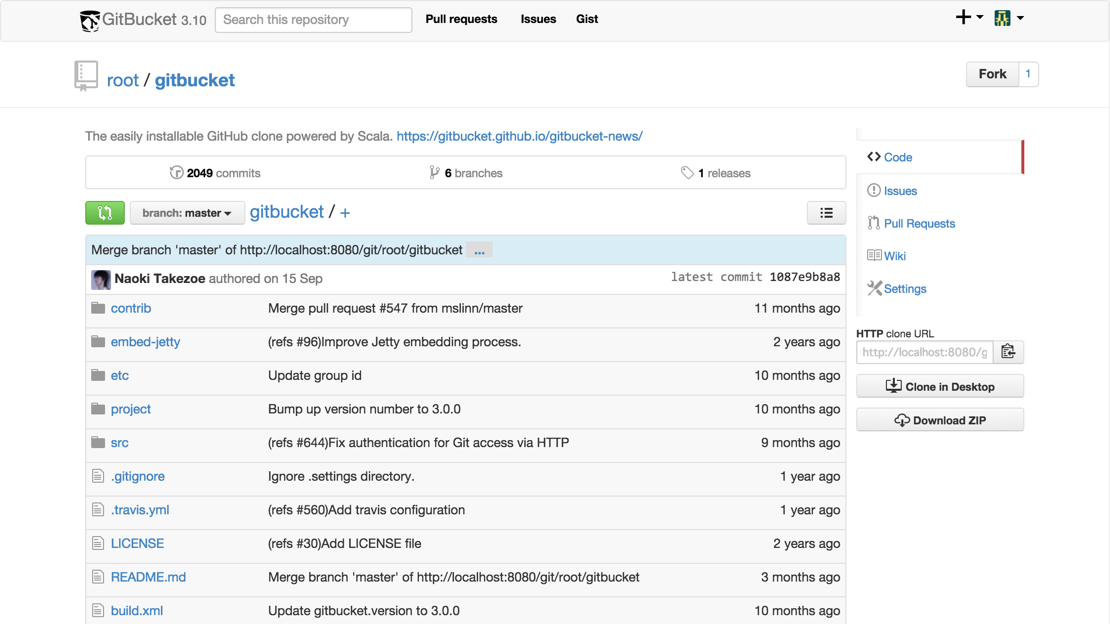 GitBucket 3.10 Search this repository Pull requests Issues Gist
root / gitbucket Fork 1
The easily installable GitHub clone powered by Scala. https://gitbucket.github.io/gitbucket-news/
2049 commits 6 branches 1 releases
branch: master gitbucket / +
Merge branch 'master' of http://localhost:8080/git/root/gitbucket ...
Naoki Takezoe authored on 15 Sep latest commit 1087e9b8a8
contrib Merge pull request #547 from mslinn/master 11 months ago
embed-jetty (refs #96)Improve Jetty embedding process. 2 years ago
etc Update group id 10 months ago
project Bump up version number to 3.0.0 10 months ago
src (refs #644)Fix authentication for Git access via HTTP 9 months ago
.gitignore Ignore .settings directory. 1 year ago
.travis.yml (refs #560)Add travis configuration 1 year ago
LICENSE (refs #30)Add LICENSE file 2 years ago
README.md Merge branch 'master' of http://localhost:8080/git/root/gitbucket 3 months ago
build.xml Update gitbucket.version to 3.0.0 10 months ago
Code
Issues
Pull Requests
Wiki
Settings
HTTP clone URL
http://localhost:8080/g
Clone in Desktop
Download ZIP